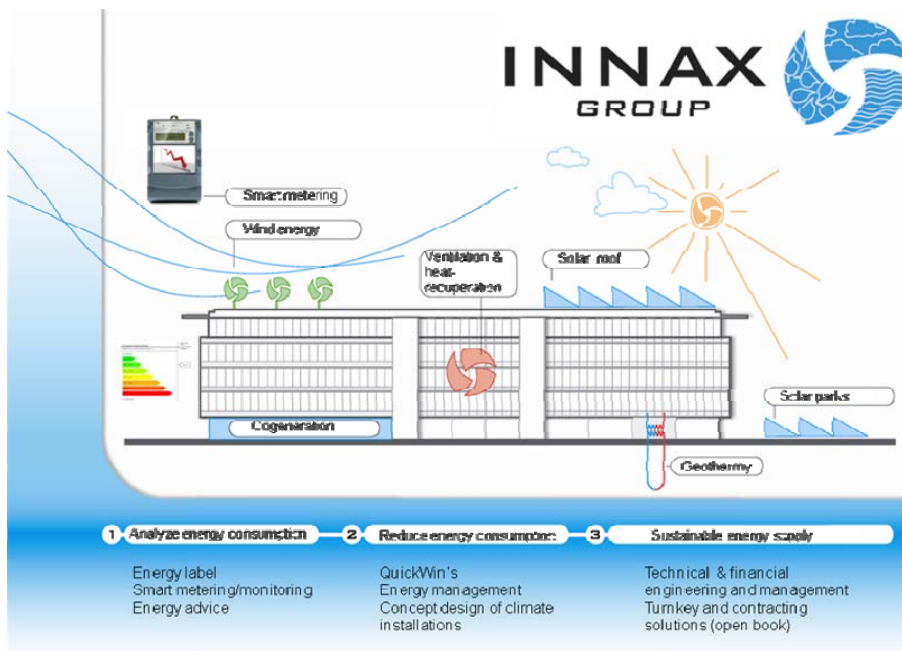 INNAX
GROUP
Smart metering
Wind energy
Ventilation &
heat-
recuperation
Solar roof
Solar parks
Cogeneration
Geothermy
1 Analyze energy consumption
2 Reduce energy consumption
3 Sustainable energy supply
Energy label
Smart metering/monitoring
Energy advice
QuickWin's
Energy management
Concept design of climate
installations
Technical & financial
engineering and management
Turnkey and contracting
solutions (open book)